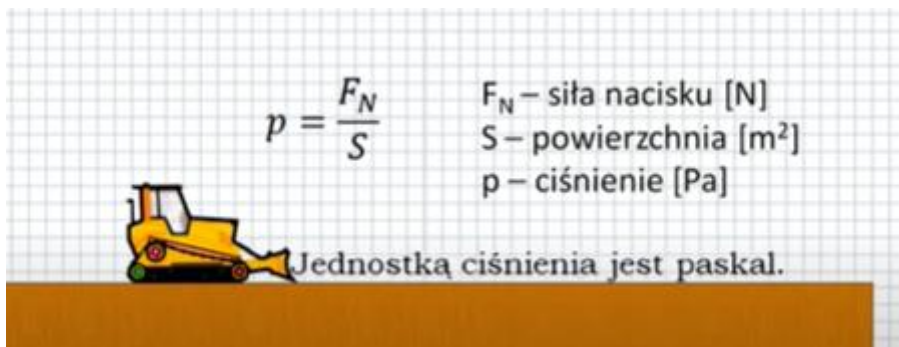 p = F_N / S
F_N – siła nacisku [N]
S – powierzchnia [m²]
p – ciśnienie [Pa]
Jednostką ciśnienia jest paskal.